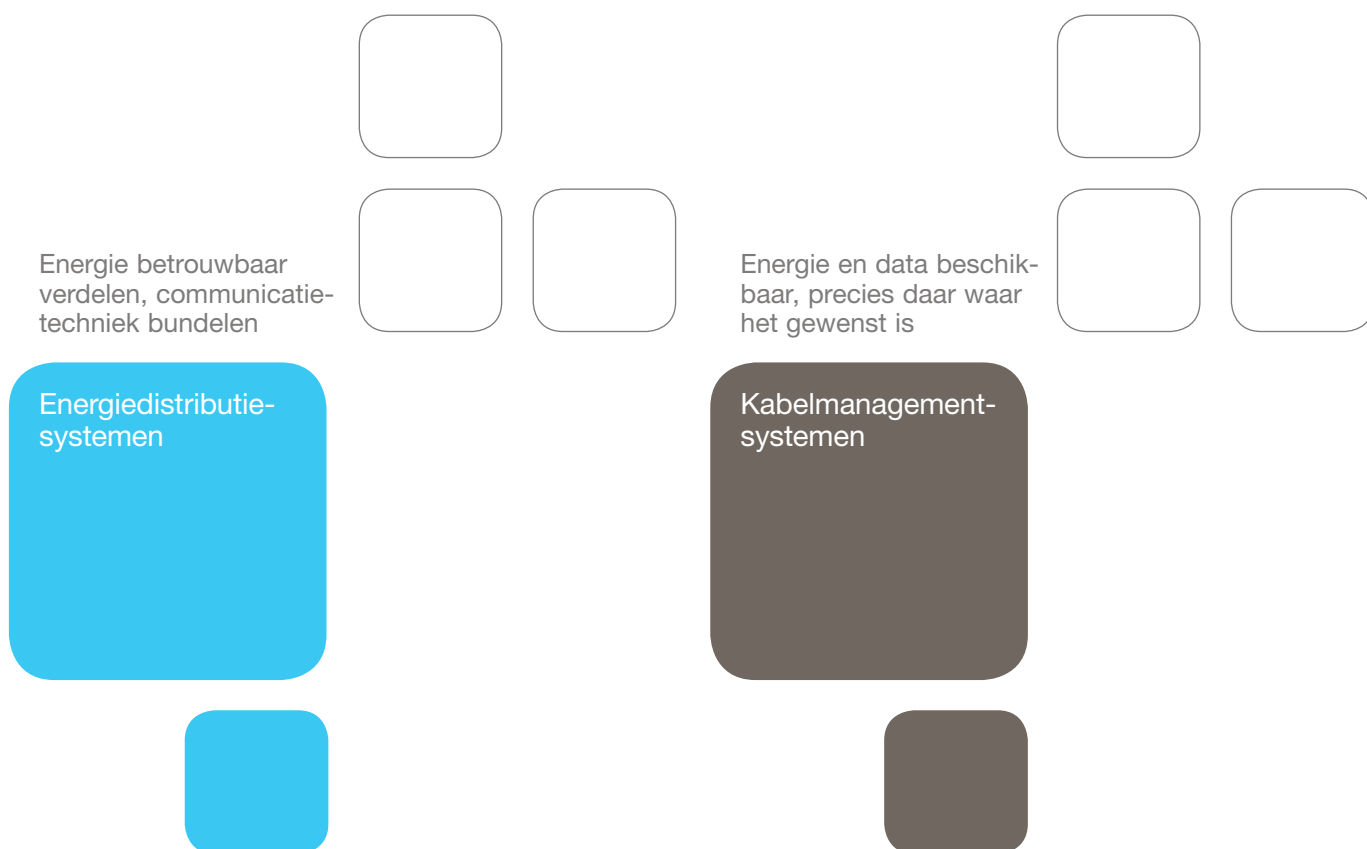 Energie betrouwbaar
verdelen, communicatie-
techniek bundelen
Energiedistributie-
systemen
Energie en data beschik-
baar, precies daar waar
het gewenst is
Kabelmanagement-
systemen